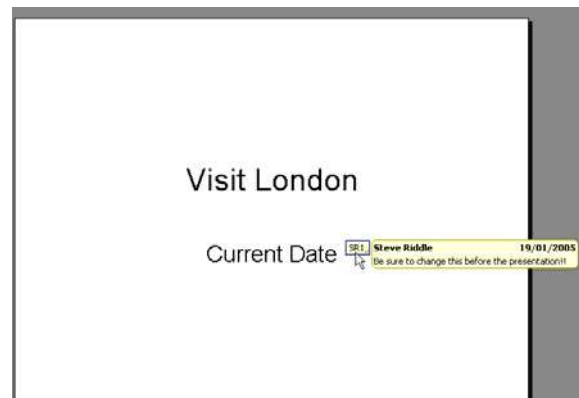 Visit London
Current Date SR1 Steve Riddle 19/01/2005
Be sure to change this before the presentation!!